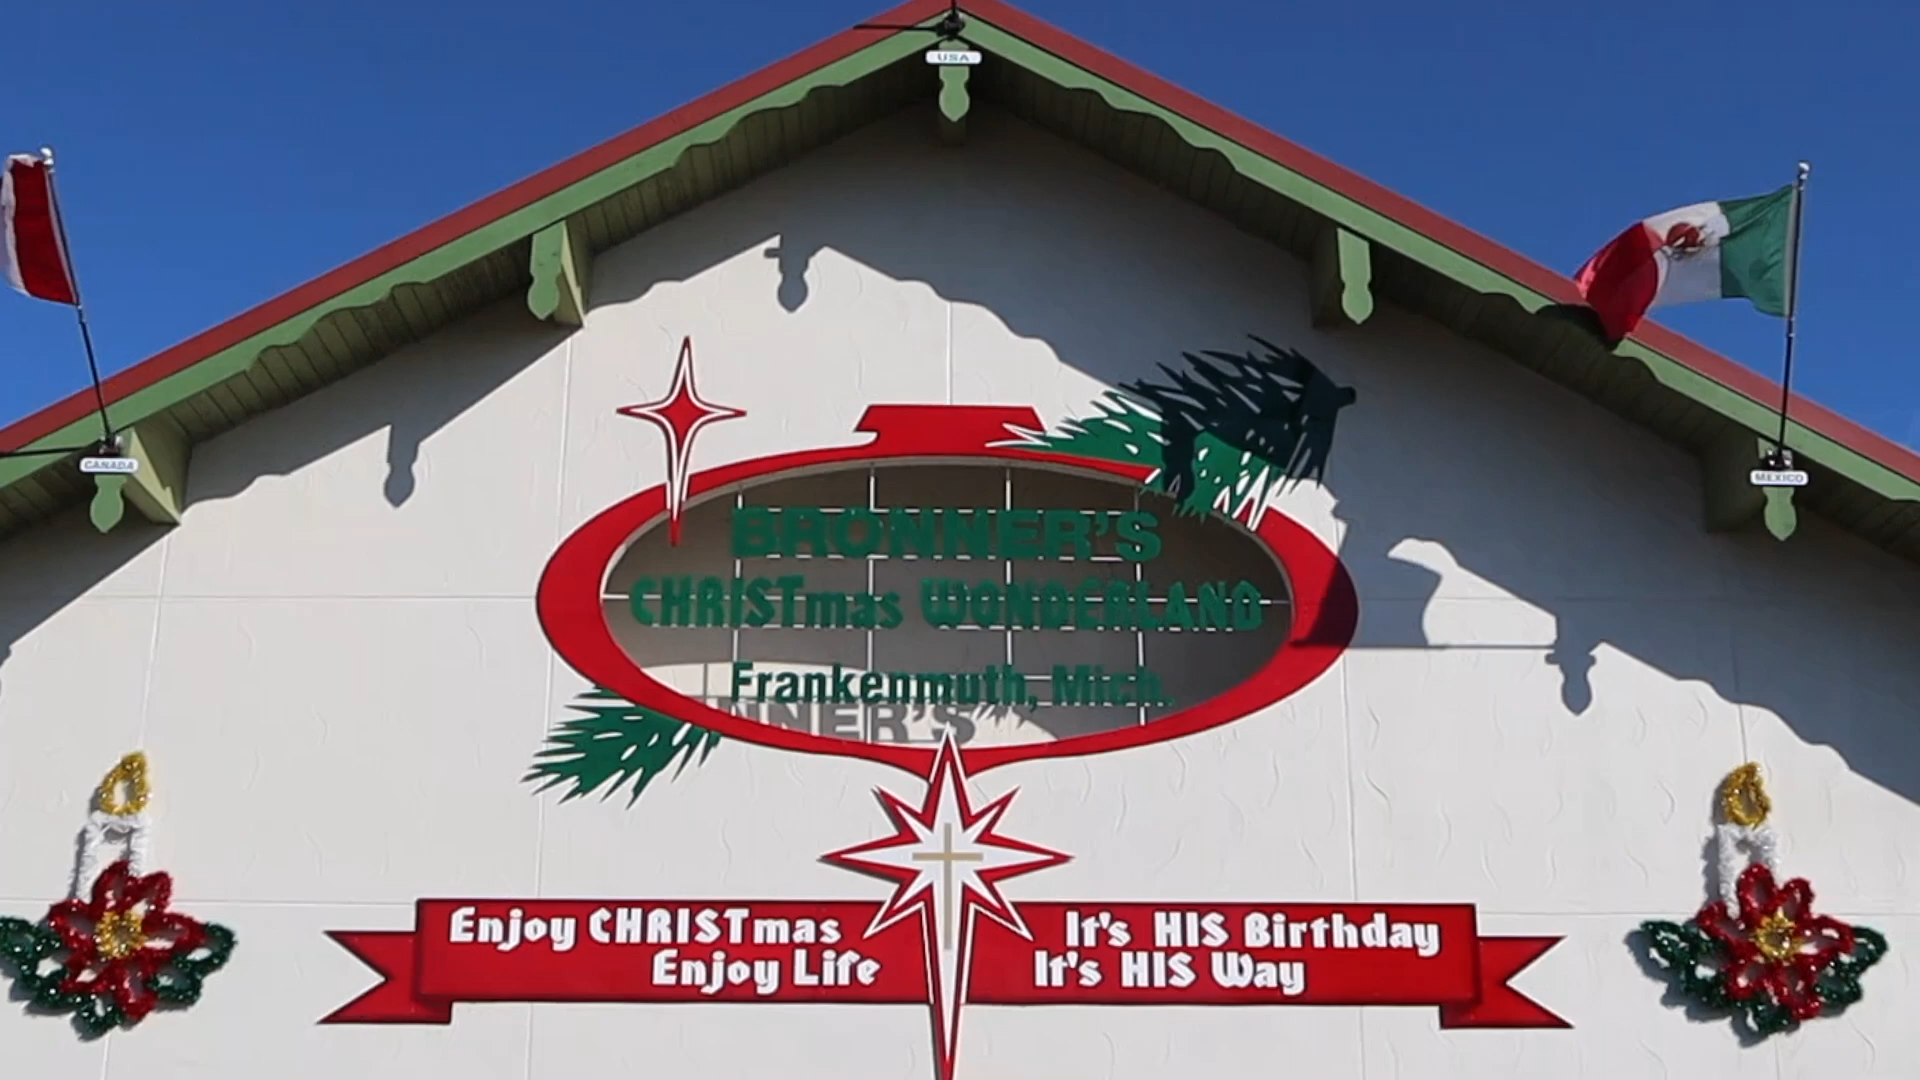 USA
CANADA
MEXICO
BRONNER'S
CHRISTmas WONDERLAND
Frankenmuth, Mich.
Enjoy CHRISTmas
Enjoy Life
It's HIS Birthday
It's HIS Way